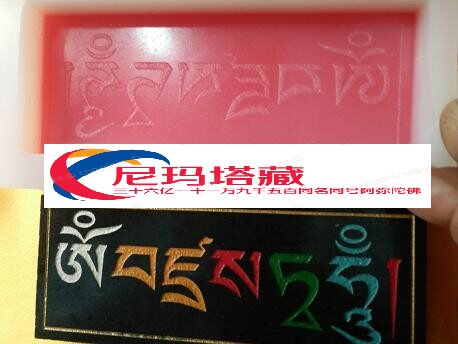 ཨོཾ་བཛྲ་ས་ཏྭ་ཧཱུྃ
尼玛塔藏
三十六亿一十一万九千五百同名同号阿弥陀佛
ཨོཾ་བཛྲ་ས་ཏྭ་ཧཱུྃ།